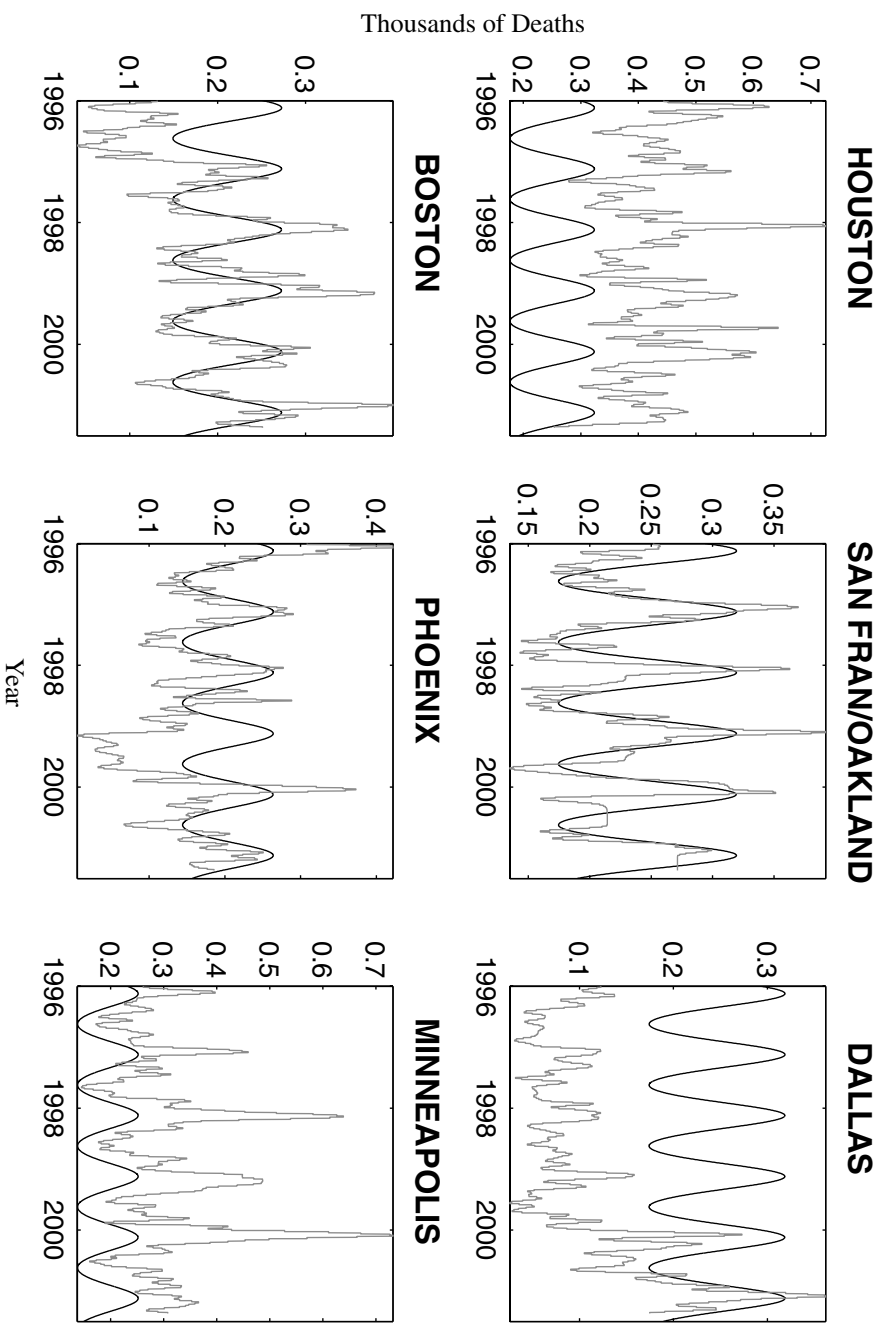 Thousands of Deaths
HOUSTON
0.2 0.3 0.4 0.5 0.6 0.7
1996 1998 2000
SAN FRAN/OAKLAND
0.15 0.2 0.25 0.3 0.35
1996 1998 2000
DALLAS
0.1 0.2 0.3
1996 1998 2000
BOSTON
0.1 0.2 0.3
1996 1998 2000
PHOENIX
0.1 0.2 0.3 0.4
1996 1998 2000
MINNEAPOLIS
0.2 0.3 0.4 0.5 0.6 0.7
1996 1998 2000
Year